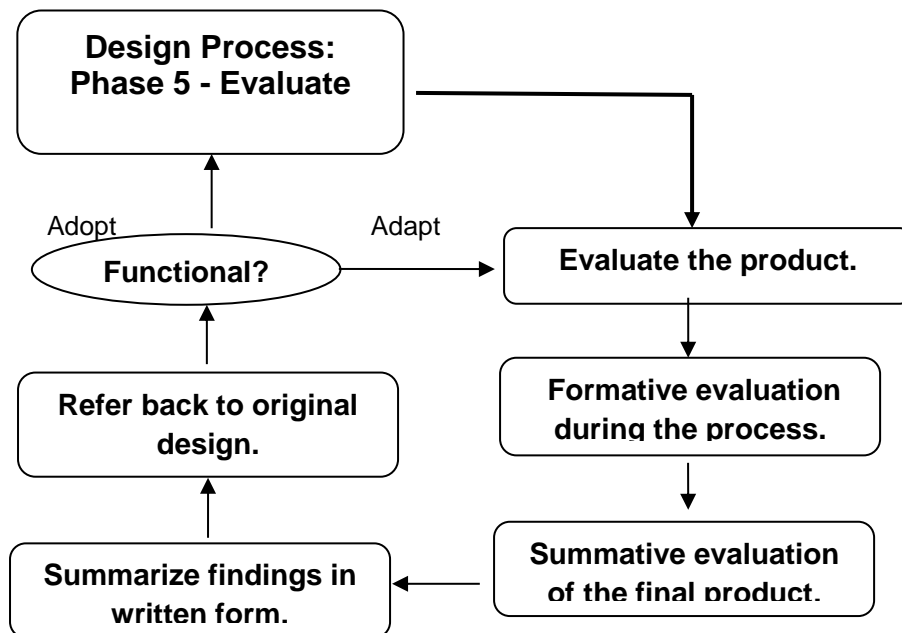 Design Process:
Phase 5 - Evaluate
Adopt
Adapt
Functional?
Evaluate the product.
Formative evaluation
during the process.
Refer back to original
design.
Summative evaluation
of the final product.
Summarize findings in
written form.